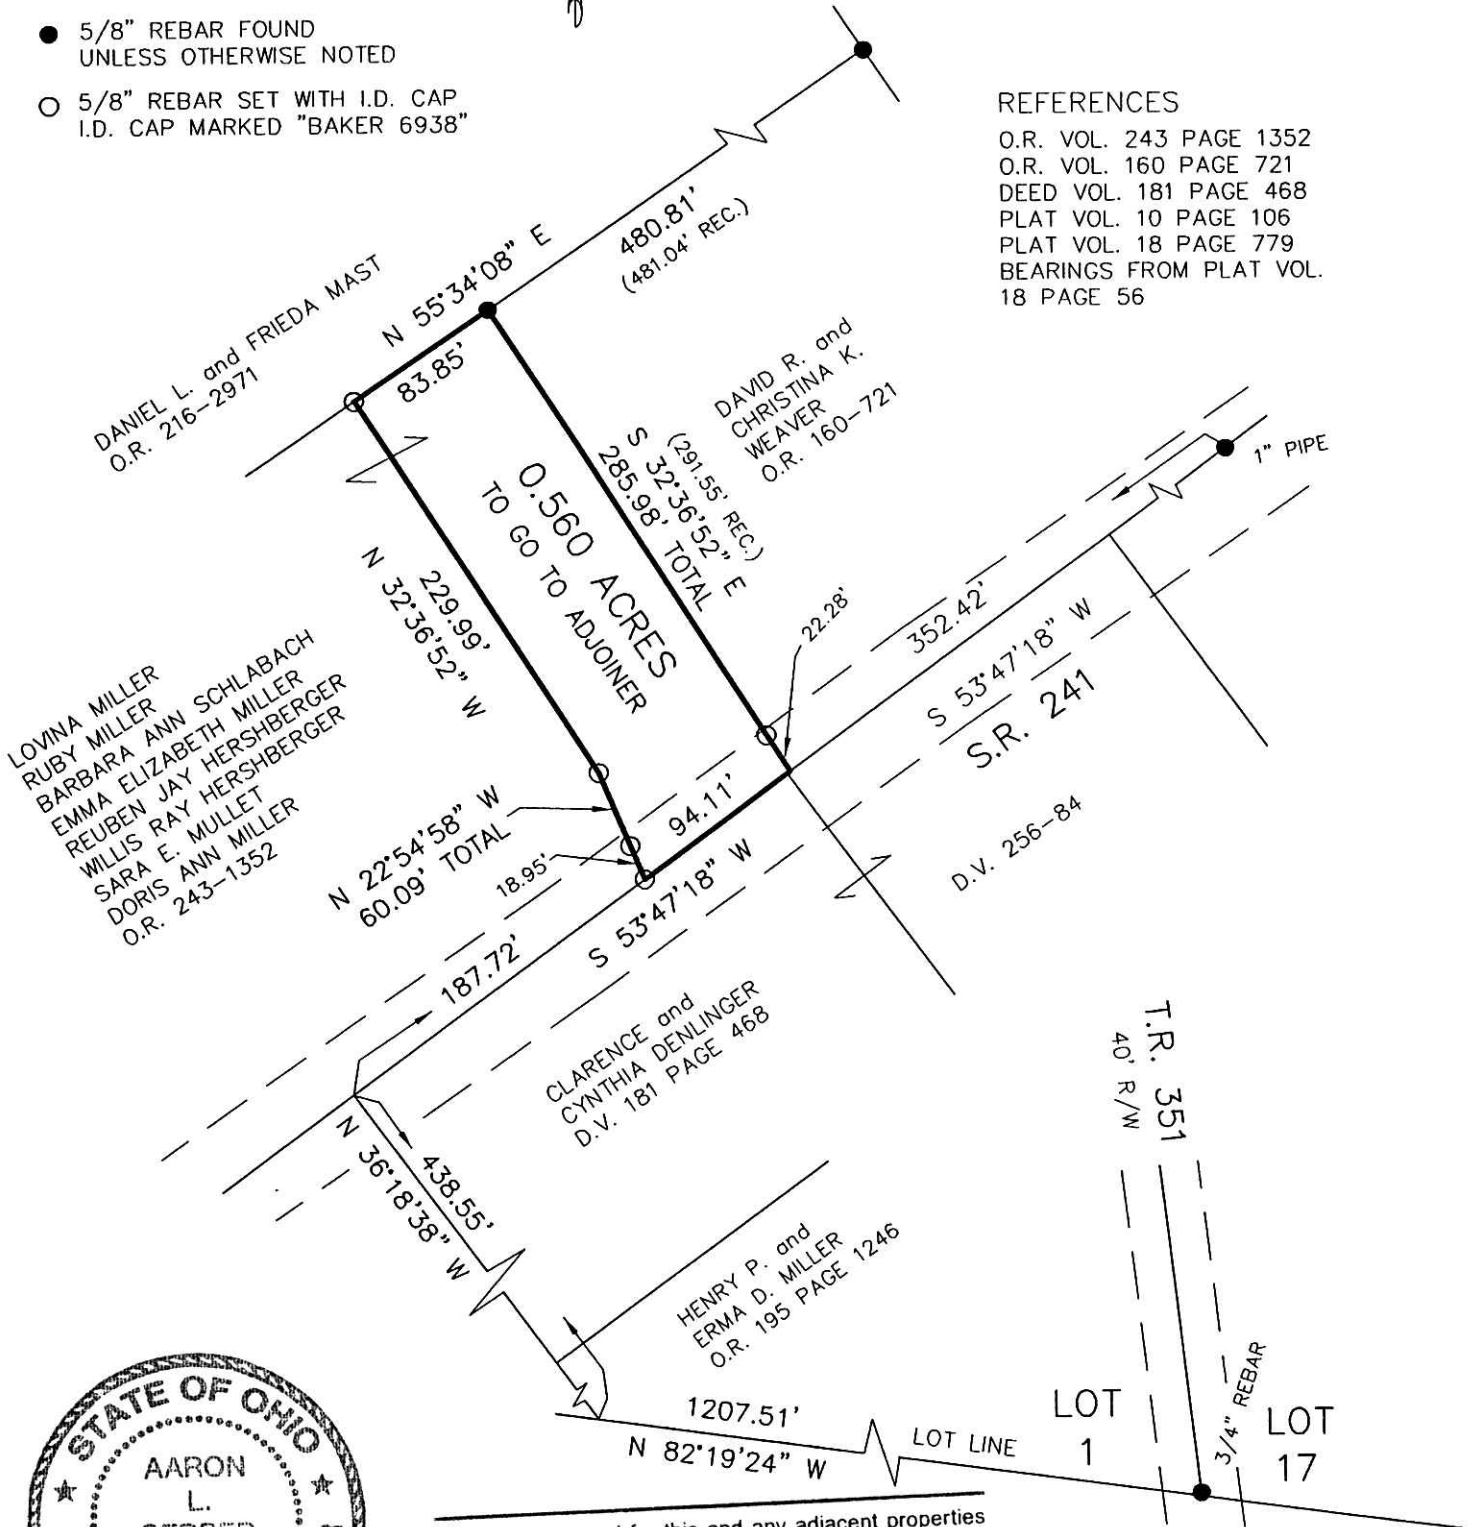 ● 5/8" REBAR FOUND
UNLESS OTHERWISE NOTED
○ 5/8" REBAR SET WITH I.D. CAP
I.D. CAP MARKED "BAKER 6938"
REFERENCES
O.R. VOL. 243 PAGE 1352
O.R. VOL. 160 PAGE 721
DEED VOL. 181 PAGE 468
PLAT VOL. 10 PAGE 106
PLAT VOL. 18 PAGE 779
BEARINGS FROM PLAT VOL.
18 PAGE 56
480.81'
(481.04' REC.)
N 55°34'08" E
83.85'
DANIEL L. and FRIEDA MAST
O.R. 216-2971
DAVID R. and
CHRISTINA K.
WEAVER
O.R. 160-721
(291.55' REC.)
S 32°36'52" E
285.98' TOTAL
0.560 ACRES
TO GO TO ADJOINER
229.99'
N 32°36'52" W
1" PIPE
22.28'
352.42'
S 53°47'18" W
S.R. 241
LOVINA MILLER
RUBY MILLER
BARBARA ANN SCHLABACH
EMMA ELIZABETH MILLER
REUBEN JAY HERSHBERGER
WILLIS RAY HERSHBERGER
SARA E. MULLET
DORIS ANN MILLER
O.R. 243-1352
N 22°54'58" W
60.09' TOTAL
18.95'
94.11'
S 53°47'18" W
D.V. 256-84
187.72'
CLARENCE and
CYNTHIA DENLINGER
D.V. 181 PAGE 468
T.R. 351
40' R/W
438.55'
N 36°18'38" W
HENRY P. and
ERMA D. MILLER
O.R. 195 PAGE 1246
1207.51'
N 82°19'24" W
LOT LINE
LOT
1
3/4" REBAR
LOT
17
STATE OF OHIO
AARON
L.
this and any adjacent properties